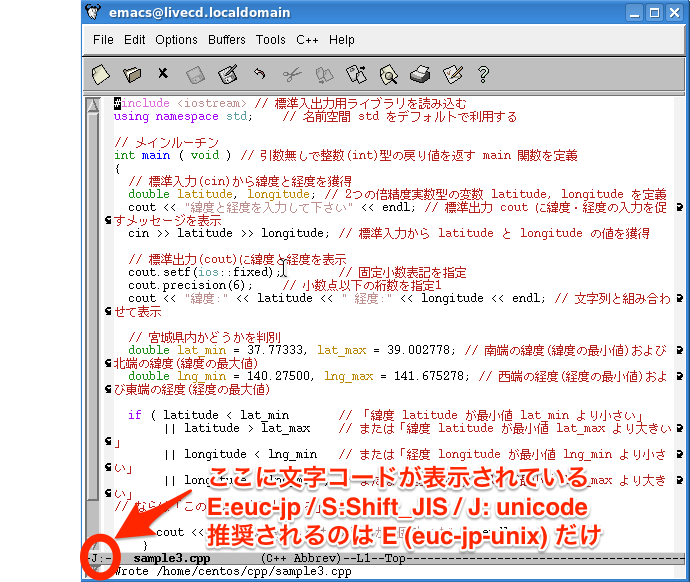 emacs@livecd.localdomain
File Edit Options Buffers Tools C++ Help
#include <iostream> // 標準入出力用ライブラリを読み込む
using namespace std; // 名前空間 std をデフォルトで利用する
// メインルーチン
int main ( void ) // 引数無しで整数(int)型の戻り値を返す main 関数を定義
{
// 標準入力(cin)から緯度と経度を獲得
double latitude, longitude; // 2つの倍精度実数型の変数 latitude, longitude を定義
cout << "緯度と経度を入力して下さい" << endl; // 標準出力 cout に緯度・経度の入力を促
すメッセージを表示
cin >> latitude >> longitude; // 標準入力から latitude と longitude の値を獲得
// 標準出力(cout)に緯度と経度を表示
cout.setf(ios::fixed); // 固定小数表記を指定
cout.precision(6); // 小数点以下の桁数を指定1
cout << "緯度:" << latitude << " 経度:" << longitude << endl; // 文字列と組み合わ
せて表示
// 宮城県内かどうかを判別
double lat_min = 37.77333, lat_max = 39.002778; // 南端の緯度(緯度の最小値)および
北端の緯度(緯度の最大値)
double lng_min = 140.27500, lng_max = 141.675278; // 西端の経度(経度の最小値)およ
び東端の経度(経度の最大値)
if ( latitude < lat_min // 「緯度 latitude が最小値 lat_min より小さい」
|| latitude > lat_max // または「緯度 latitude が最小値 lat_max より大きい
」
|| longitude < lng_min // または「経度 longitude が最小値 lng_min より小さ
い」
い」
// ならば「この
cout <<
}
ここに文字コードが表示されている
E:euc-jp / S:Shift_JIS / J: unicode
推奨されるのは E (euc-jp-unix) だけ
-J:- sample3.cpp (C++ Abbrev)--L1--Top
Wrote /home/centos/cpp/sample3.cpp